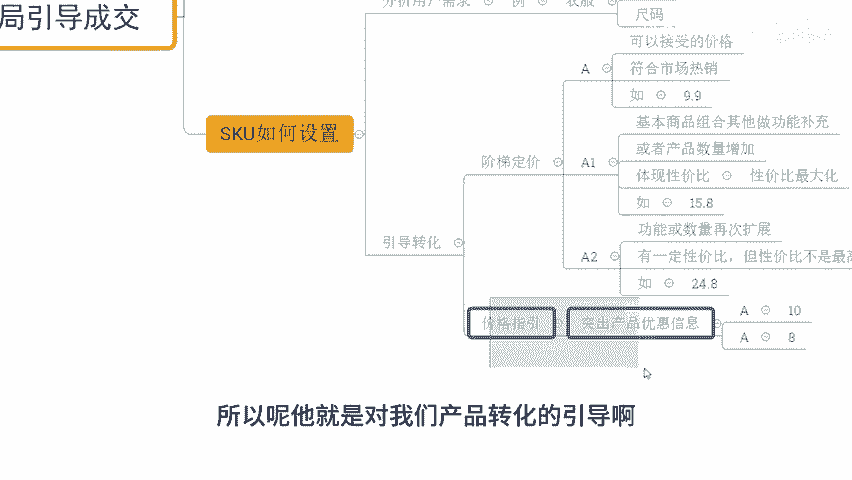 分析用户需求 例 衣服
尺码
局引导成交
可以接受的价格
A 符合市场热销
如 9.9
SKU如何设置
基本商品组合其他做功能补充
或者产品数量增加
阶梯定价 A1
体现性价比 性价比最大化
如 15.8
功能或数量再次扩展
引导转化
A2 有一定性价比，但性价比不是最高
如 24.8
价格指引 突出产品优惠信息
A 10
A 8
所以呢他就是对我们产品转化的引导啊